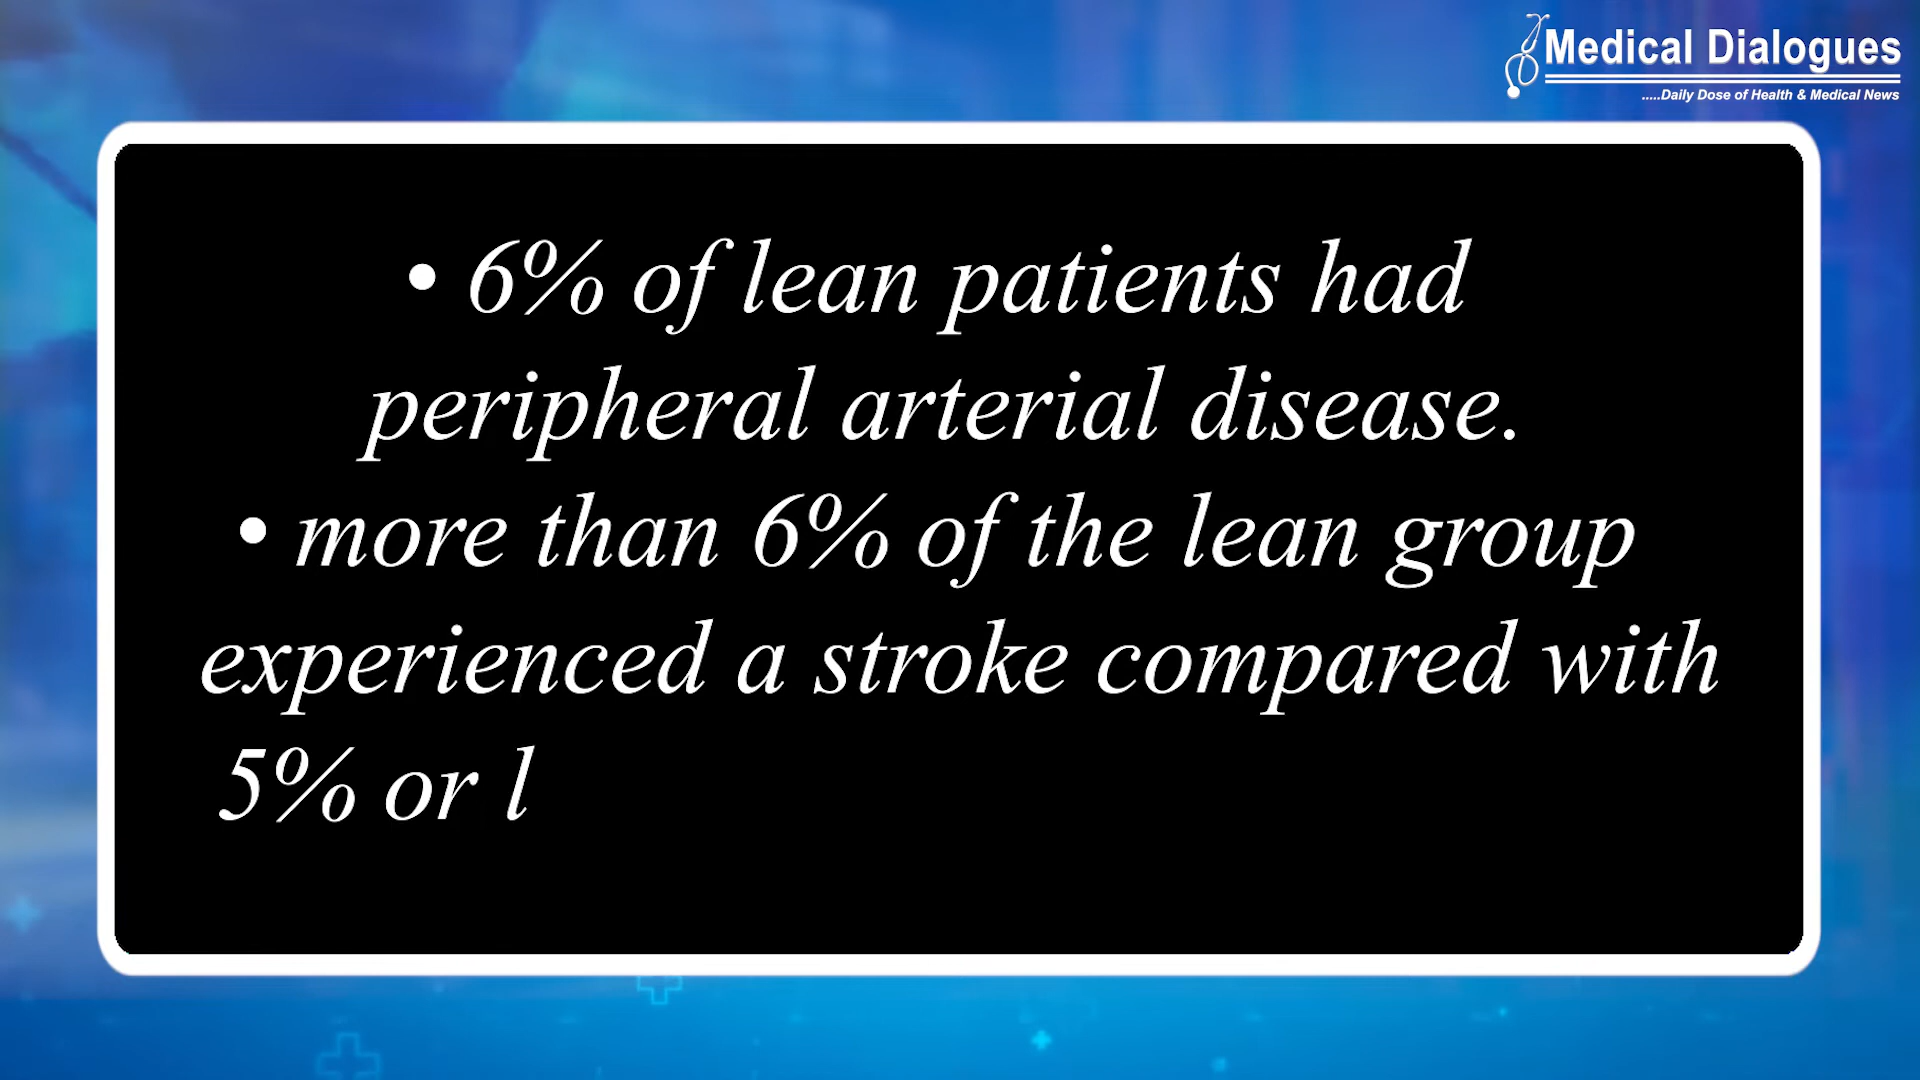 Medical Dialogues
.....Daily Dose of Health & Medical News
• 6% of lean patients had
peripheral arterial disease.
• more than 6% of the lean group
experienced a stroke compared with
5% or l